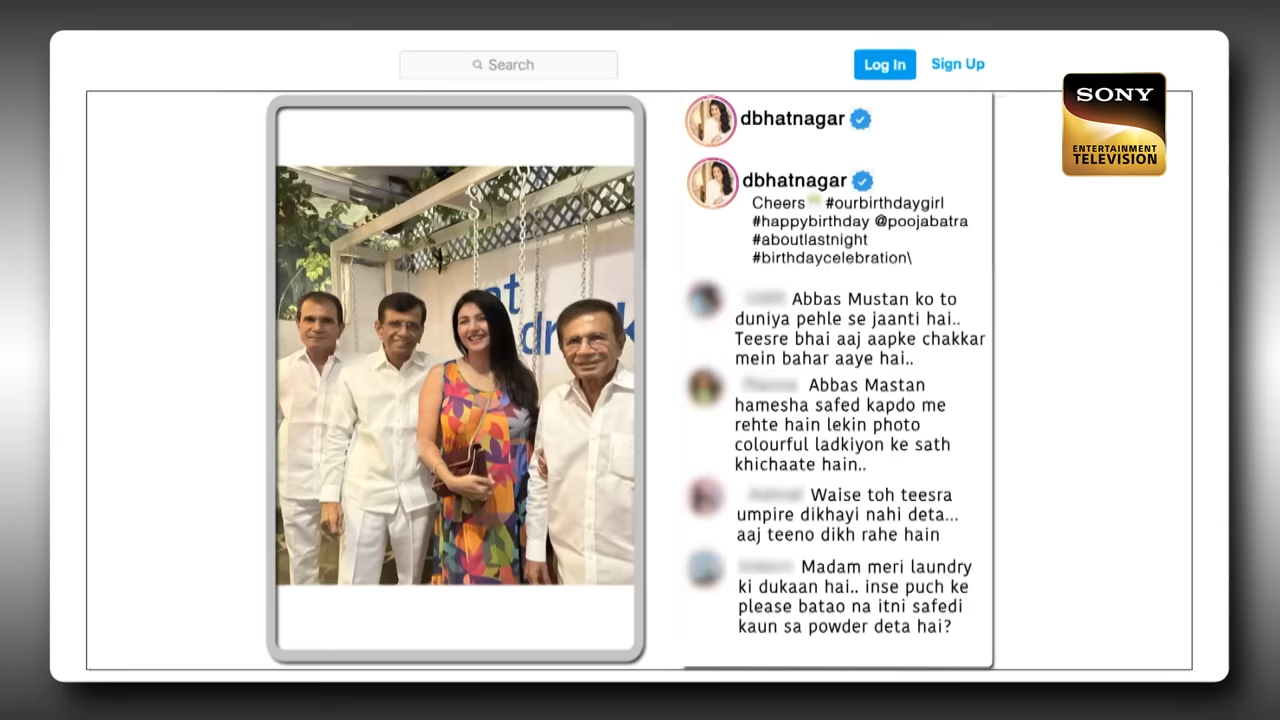 Search
Log In
Sign Up
SONY
ENTERTAINMENT
TELEVISION
dbhatnagar
dbhatnagar
Cheers #ourbirthdaygirl
#happybirthday @poojabatra
#aboutlastnight
#birthdaycelebration\
Abbas Mustan ko to
duniya pehle se jaanti hai..
Teesre bhai aaj aapke chakkar
mein bahar aaye hai..
Abbas Mastan
hamesha safed kapdo me
rehte hain lekin photo
colourful ladkiyon ke sath
khichaate hain..
Waise toh teesra
umpire dikhayi nahi deta...
aaj teeno dikh rahe hain
Madam meri laundry
ki dukaan hai.. inse puch ke
please batao na itni safedi
kaun sa powder deta hai?